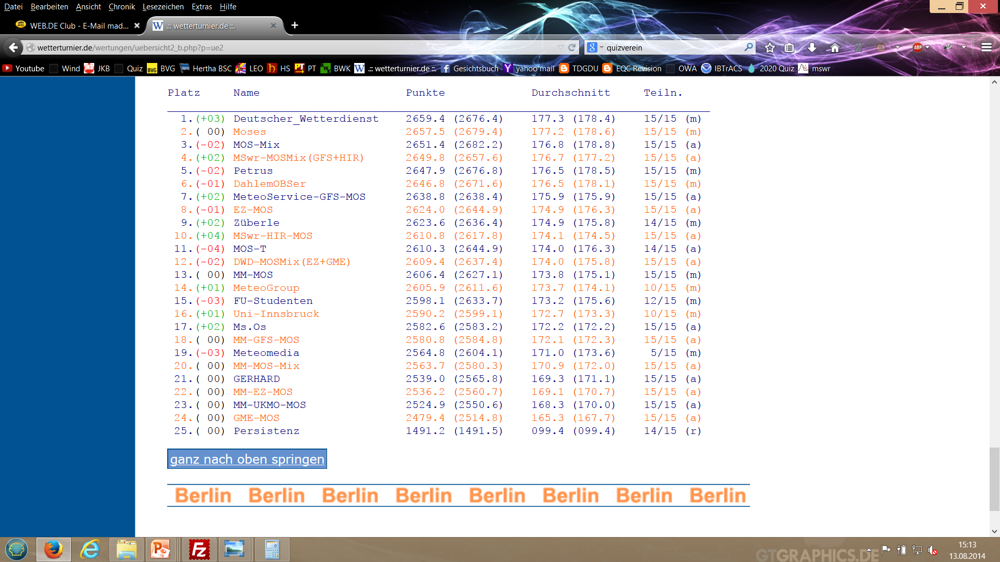 Datei Bearbeiten Ansicht Chronik Lesezeichen Extras Hilfe
WEB.DE Club - E-Mail mad... .:: wetterturnier.de ::.
wetterturnier.de/wertungen/uebersicht2_b.php?p=ue2 quizverein
Youtube Wind JKB Quiz BVG Hertha BSC LEO HS PT BWK .:: wetterturnier.de ::. Gesichtsbuch yahoo mail TDGDU EQC Revision OWA IBTrACS 2020 Quiz mswr
Platz Name Punkte Durchschnitt Teiln.
1.(+03) Deutscher_Wetterdienst 2659.4 (2676.4) 177.3 (178.4) 15/15 (m)
2.( 00) Moses 2657.5 (2679.4) 177.2 (178.6) 15/15 (m)
3.(-02) MOS-Mix 2651.4 (2682.2) 176.8 (178.8) 15/15 (a)
4.(+02) MSwr-MOSMix(GFS+HIR) 2649.8 (2657.6) 176.7 (177.2) 15/15 (a)
5.(-02) Petrus 2647.9 (2676.8) 176.5 (178.5) 15/15 (m)
6.(-01) DahlemOBSer 2646.8 (2671.6) 176.5 (178.1) 15/15 (m)
7.(+02) MeteoService-GFS-MOS 2638.8 (2638.4) 175.9 (175.9) 15/15 (a)
8.(-01) EZ-MOS 2624.0 (2644.9) 174.9 (176.3) 15/15 (a)
9.(+02) Züberle 2623.6 (2636.4) 174.9 (175.8) 14/15 (m)
10.(+04) MSwr-HIR-MOS 2610.8 (2617.8) 174.1 (174.5) 15/15 (a)
11.(-04) MOS-T 2610.3 (2644.9) 174.0 (176.3) 14/15 (a)
12.(-02) DWD-MOSMix(EZ+GME) 2609.4 (2637.4) 174.0 (175.8) 15/15 (a)
13.( 00) MM-MOS 2606.4 (2627.1) 173.8 (175.1) 15/15 (m)
14.(+01) MeteoGroup 2605.9 (2611.6) 173.7 (174.1) 10/15 (m)
15.(-03) FU-Studenten 2598.1 (2633.7) 173.2 (175.6) 12/15 (m)
16.(+01) Uni-Innsbruck 2590.2 (2599.1) 172.7 (173.3) 10/15 (m)
17.(+02) Ms.Os 2582.6 (2583.2) 172.2 (172.2) 15/15 (a)
18.( 00) MM-GFS-MOS 2580.8 (2584.8) 172.1 (172.3) 15/15 (a)
19.(-03) Meteomedia 2564.8 (2604.1) 171.0 (173.6) 5/15 (m)
20.( 00) MM-MOS-Mix 2563.7 (2580.3) 170.9 (172.0) 15/15 (a)
21.( 00) GERHARD 2539.0 (2565.8) 169.3 (171.1) 15/15 (a)
22.( 00) MM-EZ-MOS 2536.2 (2560.7) 169.1 (170.7) 15/15 (a)
23.( 00) MM-UKMO-MOS 2524.9 (2550.6) 168.3 (170.0) 15/15 (a)
24.( 00) GME-MOS 2479.4 (2514.8) 165.3 (167.7) 15/15 (a)
25.( 00) Persistenz 1491.2 (1491.5) 099.4 (099.4) 14/15 (r)
ganz nach oben springen
Berlin Berlin Berlin Berlin Berlin Berlin Berlin Berlin
GTGRAPHICS.DE
15:13
13.08.2014